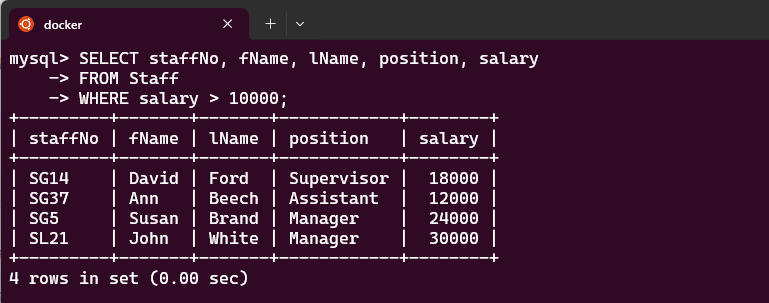 docker
mysql> SELECT staffNo, fName, lName, position, salary
    -> FROM Staff
    -> WHERE salary > 10000;
+---------+-------+-------+------------+--------+
| staffNo | fName | lName | position   | salary |
+---------+-------+-------+------------+--------+
| SG14    | David | Ford  | Supervisor |  18000 |
| SG37    | Ann   | Beech | Assistant  |  12000 |
| SG5     | Susan | Brand | Manager    |  24000 |
| SL21    | John  | White | Manager    |  30000 |
+---------+-------+-------+------------+--------+
4 rows in set (0.00 sec)